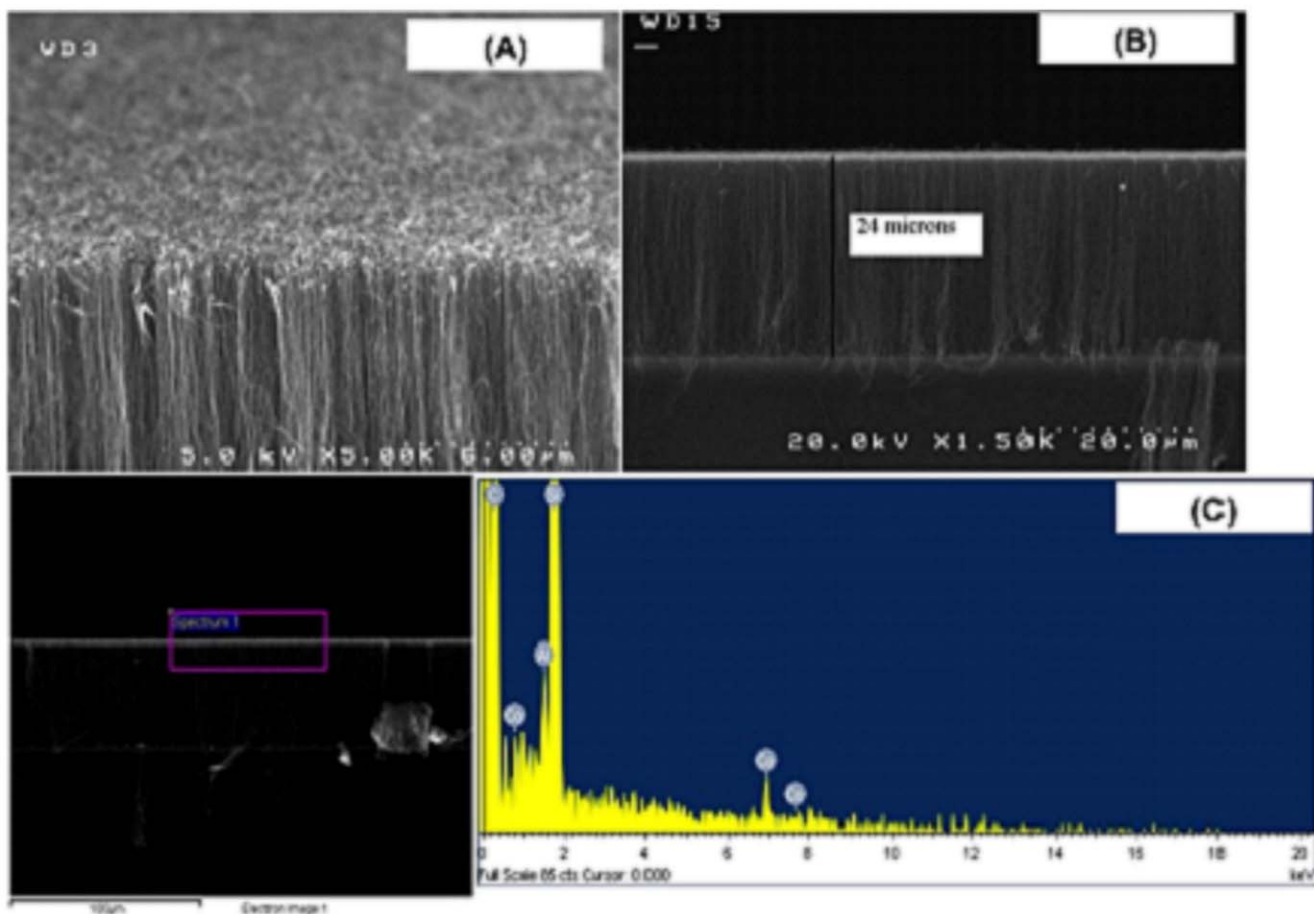 WD3
(A)
5.0 kV X5.00K 6.00µm
WD15
(B)
24 microns
20.0kV X1.50K 20.0µm
Spectrum 1
100µm
Electron Image 1
(C)
0 2 4 6 8 10 12 14 16 18 20
Full Scale 85 cts Cursor: 0.000
keV